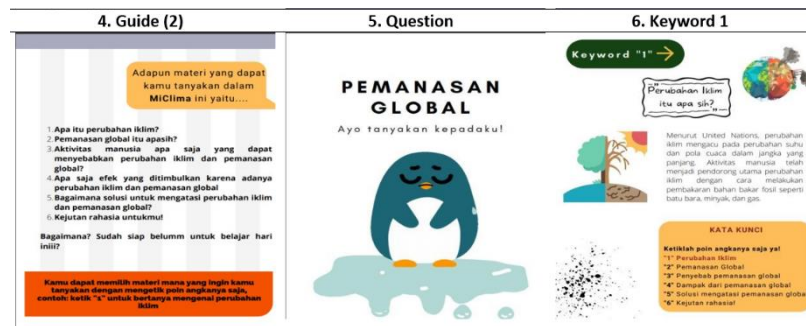 4. Guide (2)
5. Question
6. Keyword 1
Adapun materi yang dapat
kamu tanyakan dalam
MiClima ini yaitu....
1. Apa itu perubahan iklim?
2. Pemanasan global itu apasih?
3. Aktivitas manusia apa saja yang dapat
menyebabkan perubahan iklim dan pemanasan
global?
4. Apa saja efek yang ditimbulkan karena adanya
perubahan iklim dan pemanasan global
5. Bagaimana solusi untuk mengatasi perubahan iklim
dan pemanasan global?
6. Kejutan rahasia untukmu!
Bagaimana? Sudah siap belumm untuk belajar hari
iniii?
Kamu dapat memilih materi mana yang ingin kamu
tanyakan dengan mengetik poin angkanya saja,
contoh: ketik "1" untuk bertanya mengenai perubahan
iklim
PEMANASAN
GLOBAL
Ayo tanyakan kepadaku!
Keyword "1"
"Perubahan Iklim
itu apa sih?"
Menurut United Nations, perubahan
iklim mengacu pada perubahan suhu
dan pola cuaca dalam jangka yang
panjang. Aktivitas manusia telah
menjadi pendorong utama perubahan
iklim dengan cara melakukan
pembakaran bahan bakar fosil seperti
batu bara, minyak, dan gas.
KATA KUNCI
Ketiklah poin angkanya saja ya!
"1" Perubahan Iklim
"2" Pemanasan Global
"3" Penyebab pemanasan global
"4" Dampak dari pemanasan global
"5" Solusi mengatasi pemanasan globa
"6" Kejutan rahasia!